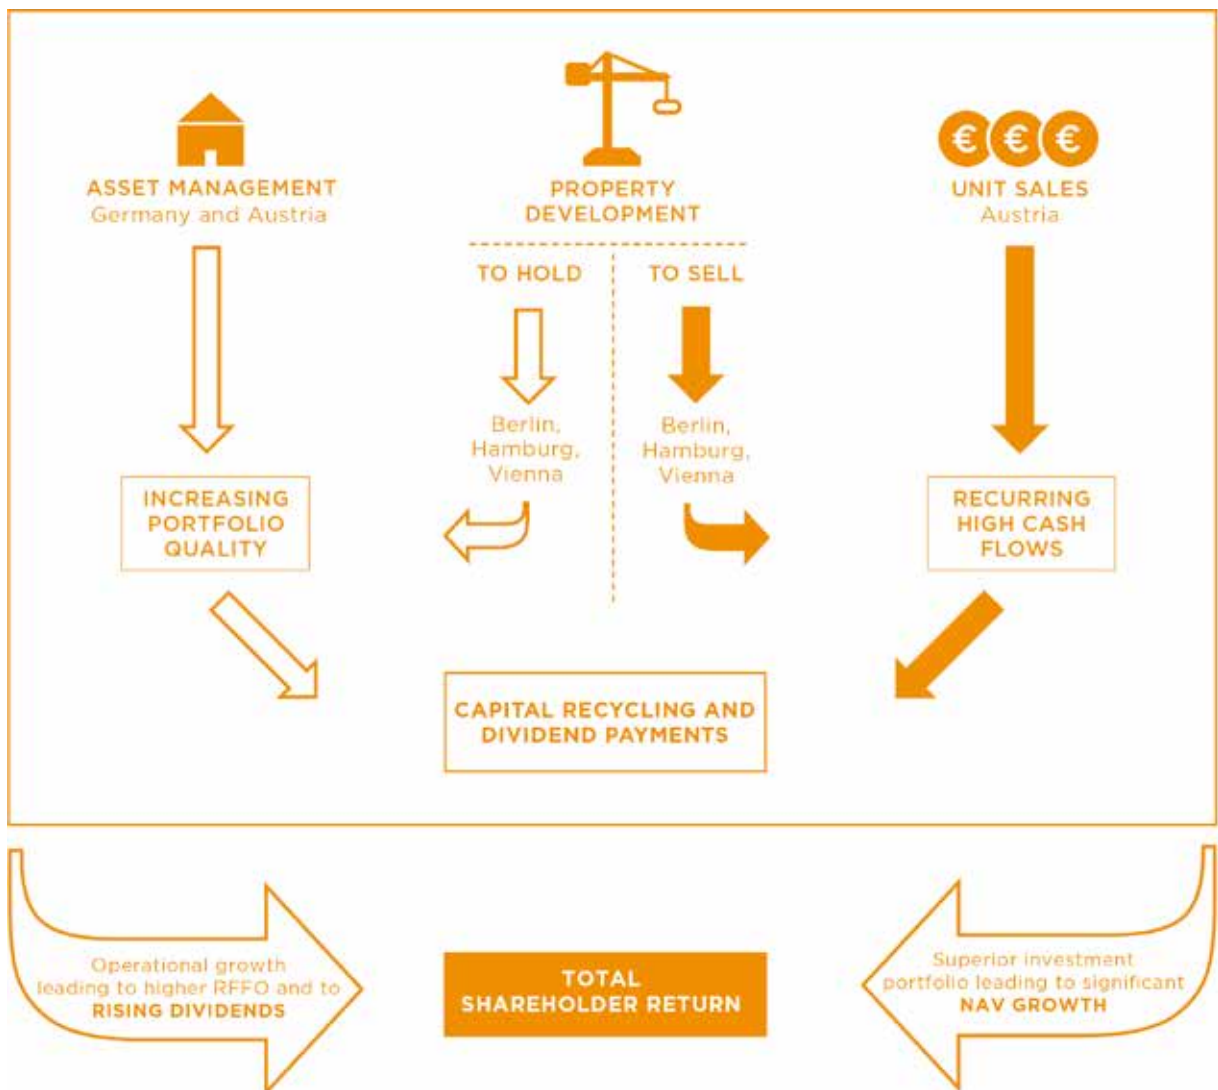 ASSET MANAGEMENT
Germany and Austria
PROPERTY
DEVELOPMENT
€ € €
UNIT SALES
Austria
TO HOLD
TO SELL
Berlin,
Hamburg,
Vienna
Berlin,
Hamburg,
Vienna
INCREASING
PORTFOLIO
QUALITY
RECURRING
HIGH CASH
FLOWS
CAPITAL RECYCLING AND
DIVIDEND PAYMENTS
Operational growth
leading to higher RFFO and to
RISING DIVIDENDS
TOTAL
SHAREHOLDER RETURN
Superior investment
portfolio leading to significant
NAV GROWTH